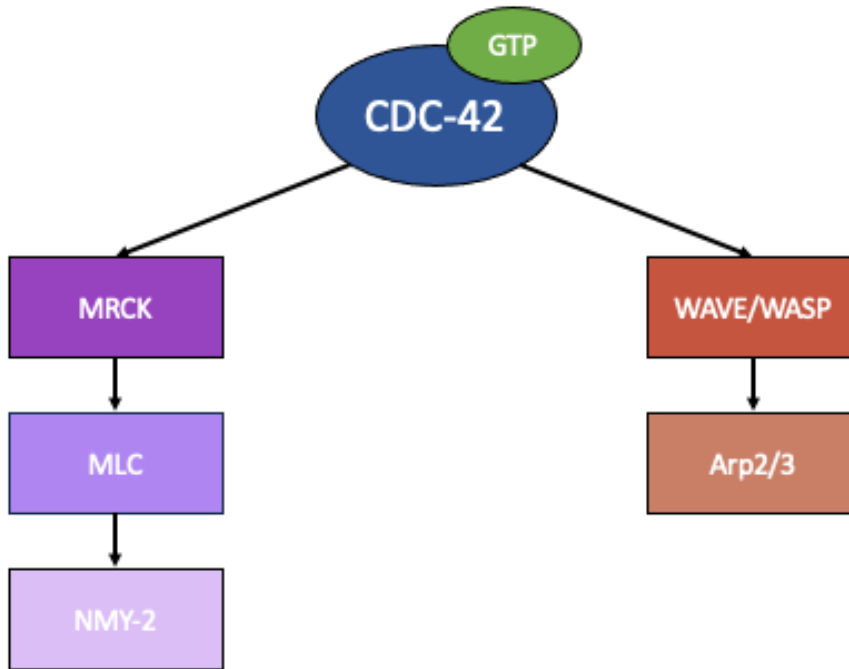 GTP
CDC-42
MRCK
WAVE/WASP
MLC
Arp2/3
NMY-2